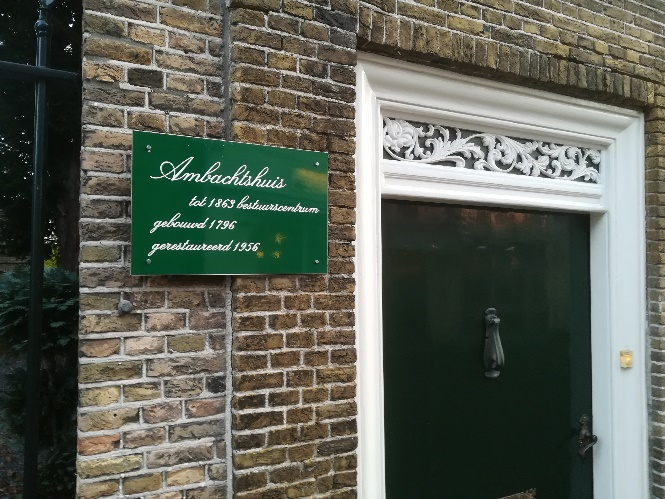 Ambachtshuis
tot 1863 bestuurscentrum
gebouwd 1796
gerestaureerd 1956